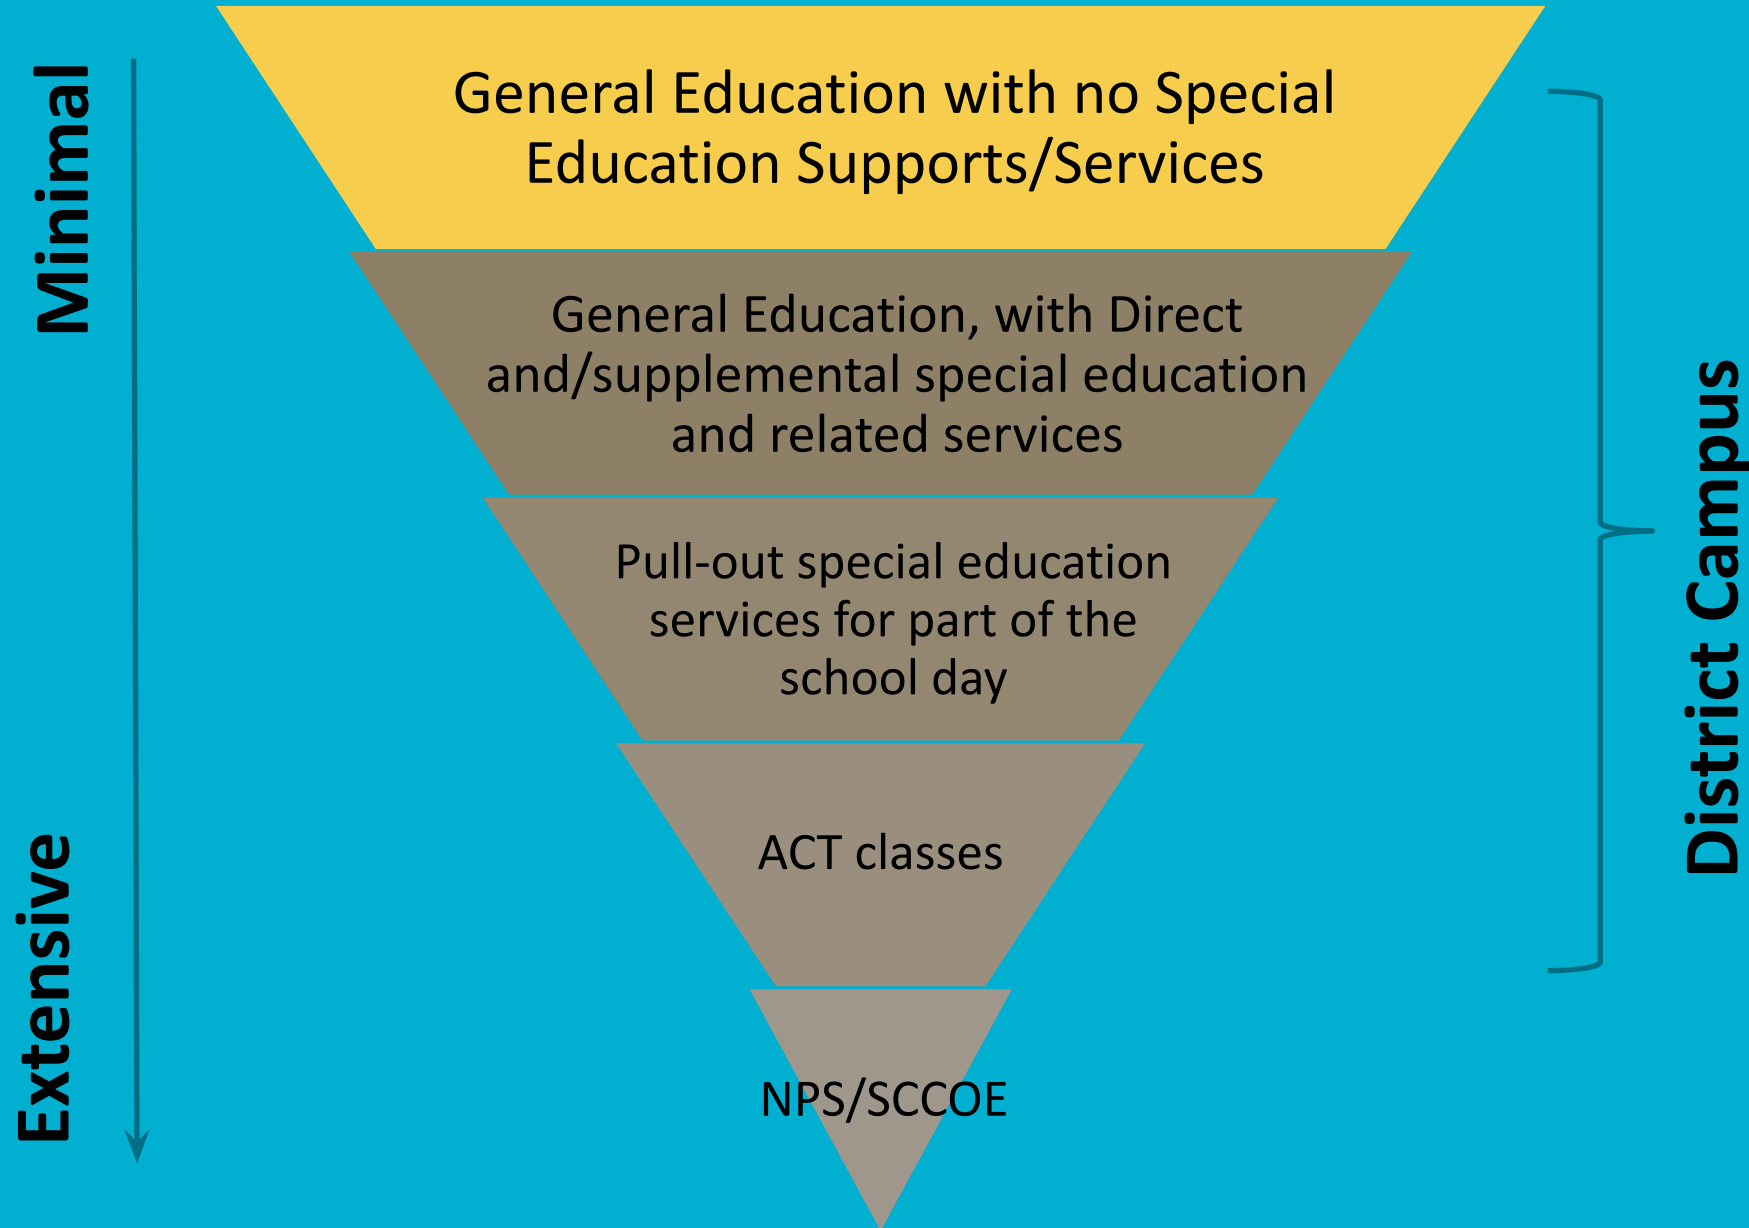 Minimal
General Education with no Special
Education Supports/Services
General Education, with Direct
and/supplemental special education
and related services
Pull-out special education
services for part of the
school day
ACT classes
NPS/SCCOE
Extensive
District Campus